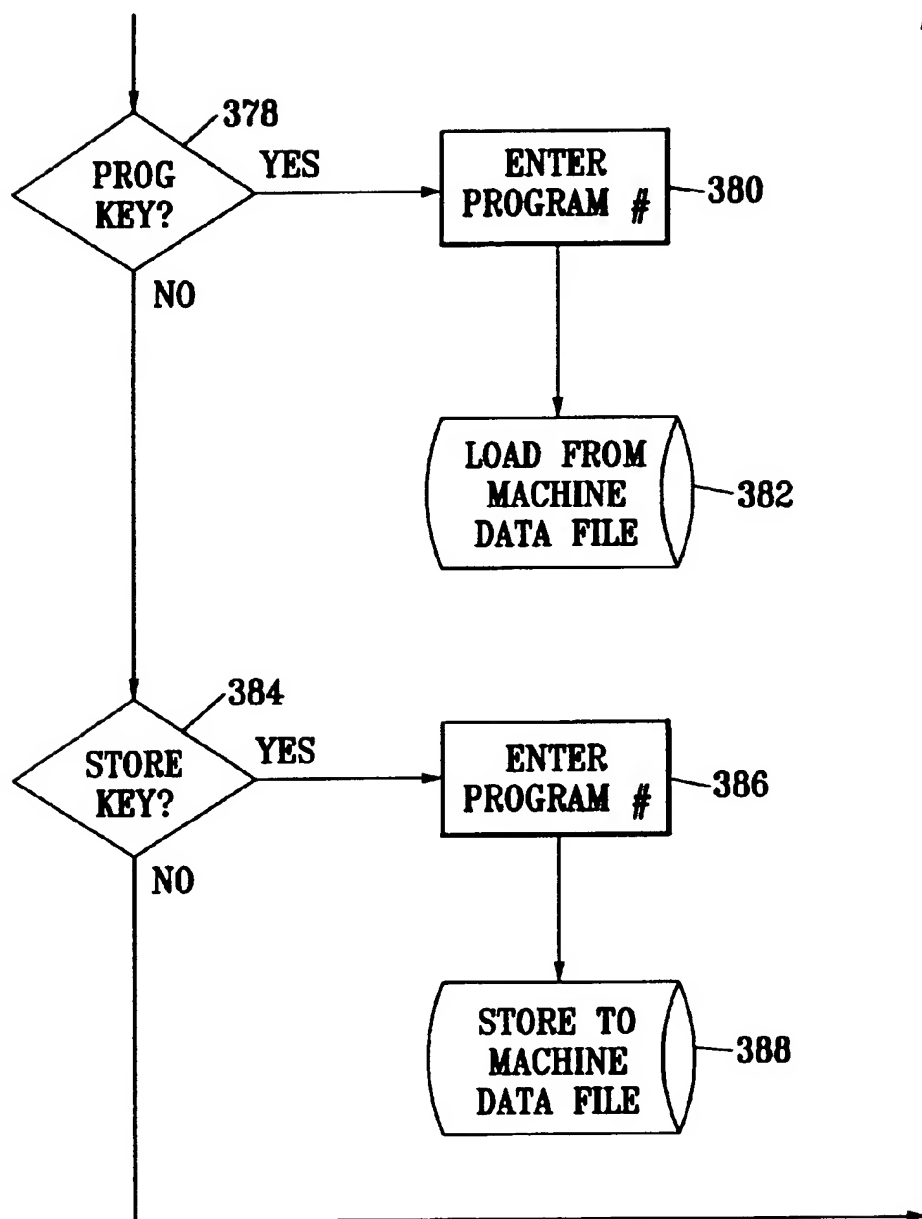 378
PROG
KEY?
YES
ENTER
PROGRAM #
380
NO
LOAD FROM
MACHINE
DATA FILE
382
384
STORE
KEY?
YES
ENTER
PROGRAM #
386
NO
STORE TO
MACHINE
DATA FILE
388